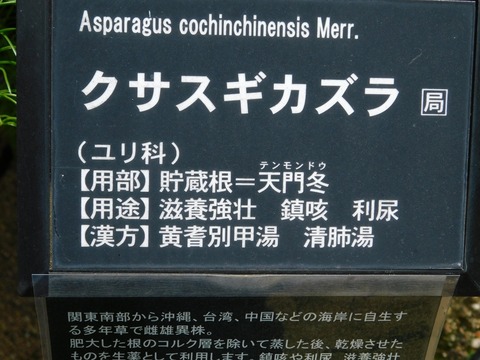 Asparagus cochinchinensis Merr.
クサスギカズラ 局
(ユリ科)
テンモンドウ
【用部】貯蔵根=天門冬
【用途】滋養強壮 鎮咳 利尿
【漢方】黄耆別甲湯 清肺湯
関東南部から沖縄、台湾、中国などの海岸に自生す
る多年草で雌雄異株。
肥大した根のコルク層を除いて蒸した後、乾燥させた
ものを生薬として利用します。鎮咳や利尿、滋養強壮